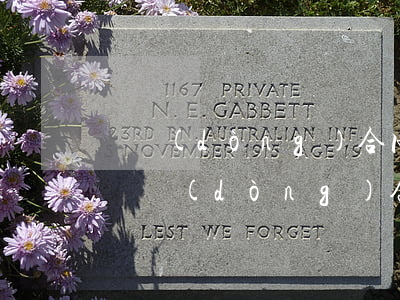 1167 PRIVATE
N. E. GABBETT
23RD BN. AUSTRALIAN INF.
NOVEMBER 1915 AGE 19
(dòng)合
(dòng)
LEST WE FORGET